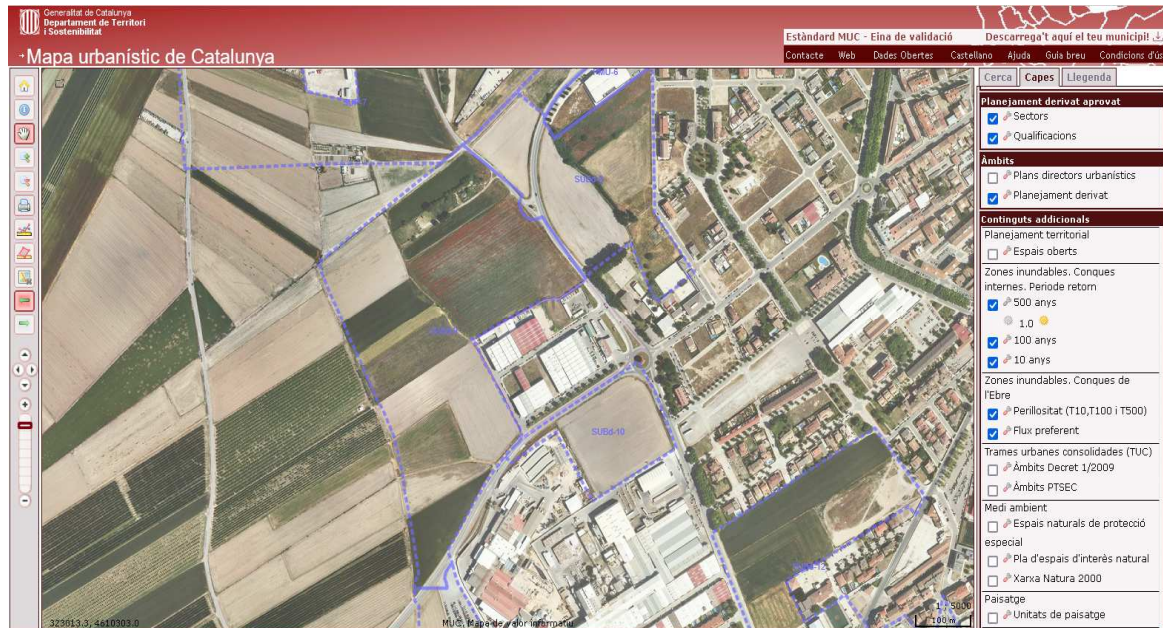 Generalitat de Catalunya
Departament de Territori
i Sostenibilitat
Mapa urbanístic de Catalunya
Estàndard MUC - Eina de validació
Descarrega't aquí el teu municipi!
Contacte Web Dades Obertes Castellano Ajuda Guia breu Condicions d'ús
Cerca Capes Llegenda
Planejament derivat aprovat
Sectors
Qualificacions
Àmbits
Plans directors urbanístics
Planejament derivat
Continguts addicionals
Planejament territorial
Espais oberts
Zones inundables. Conques
internes. Periode retorn
500 anys
1.0
100 anys
10 anys
Zones inundables. Conques de
l'Ebre
Perillositat (T10,T100 i T500)
Flux preferent
Trames urbanes consolidades (TUC)
Àmbits Decret 1/2009
Àmbits PTSEC
Medi ambient
Espais naturals de protecció
especial
Pla d'espais d'interès natural
Xarxa Natura 2000
Paisatge
Unitats de paisatge
SUBd-10
323013.3, 4610303.0
MUC. Mapa de valor informatiu
1 : 5000
100 m